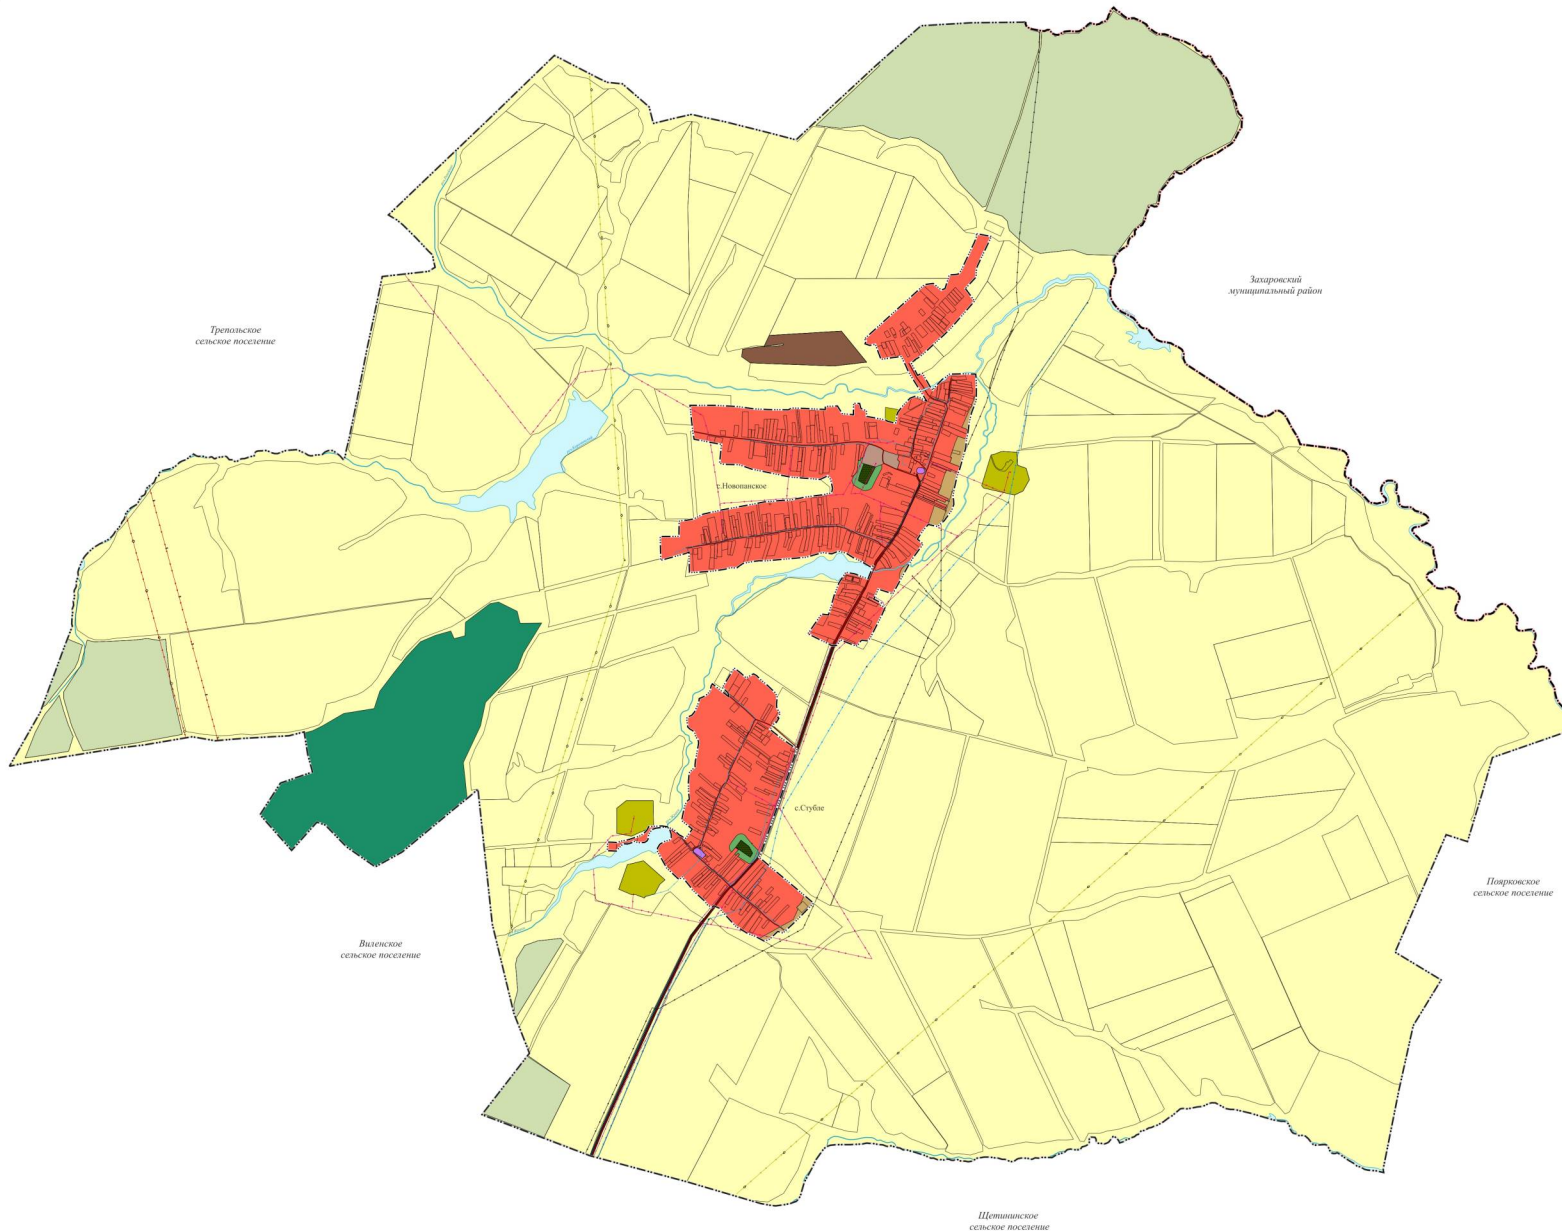 Захаровский
муниципальный район
Трепольское
сельское поселение
с.Новопанское
с.Стубле
Поярковское
сельское поселение
Виленское
сельское поселение
Щетининское
сельское поселение